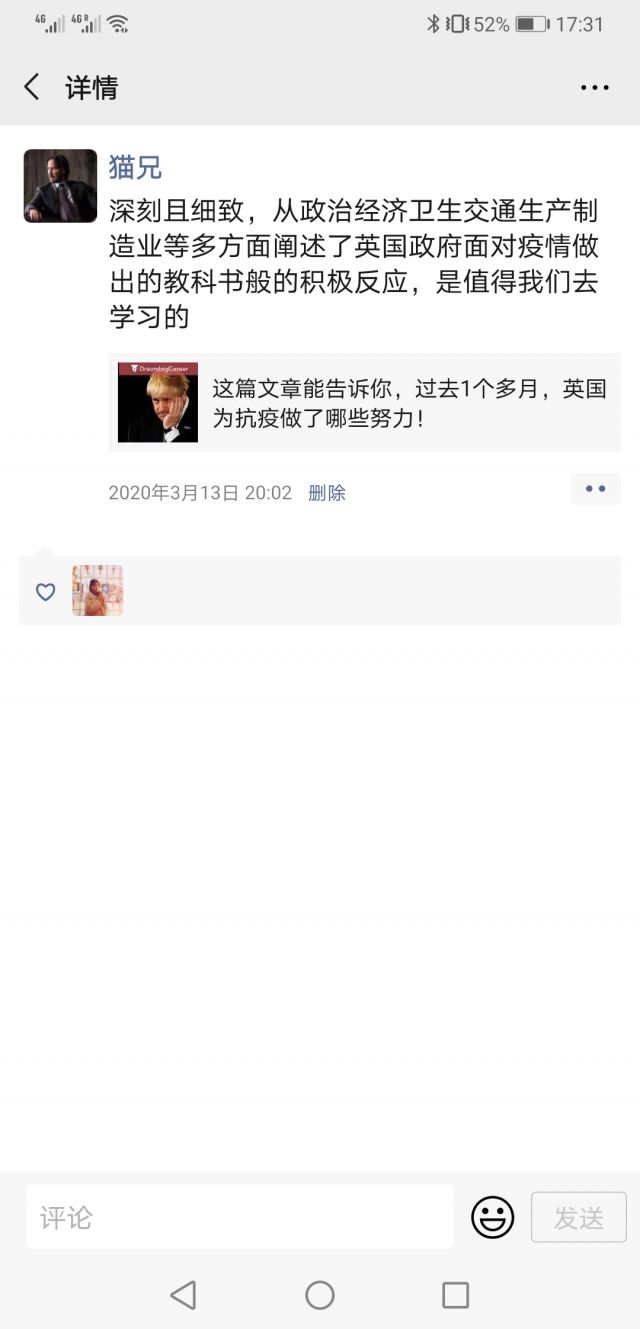 4G 4G R 52% 17:31
详情
猫兄
深刻且细致，从政治经济卫生交通生产制
造业等多方面阐述了英国政府面对疫情做
出的教科书般的积极反应，是值得我们去
学习的
DreambigCareer
这篇文章能告诉你，过去1个多月，英国
为抗疫做了哪些努力！
2020年3月13日 20:02 删除
评论 发送